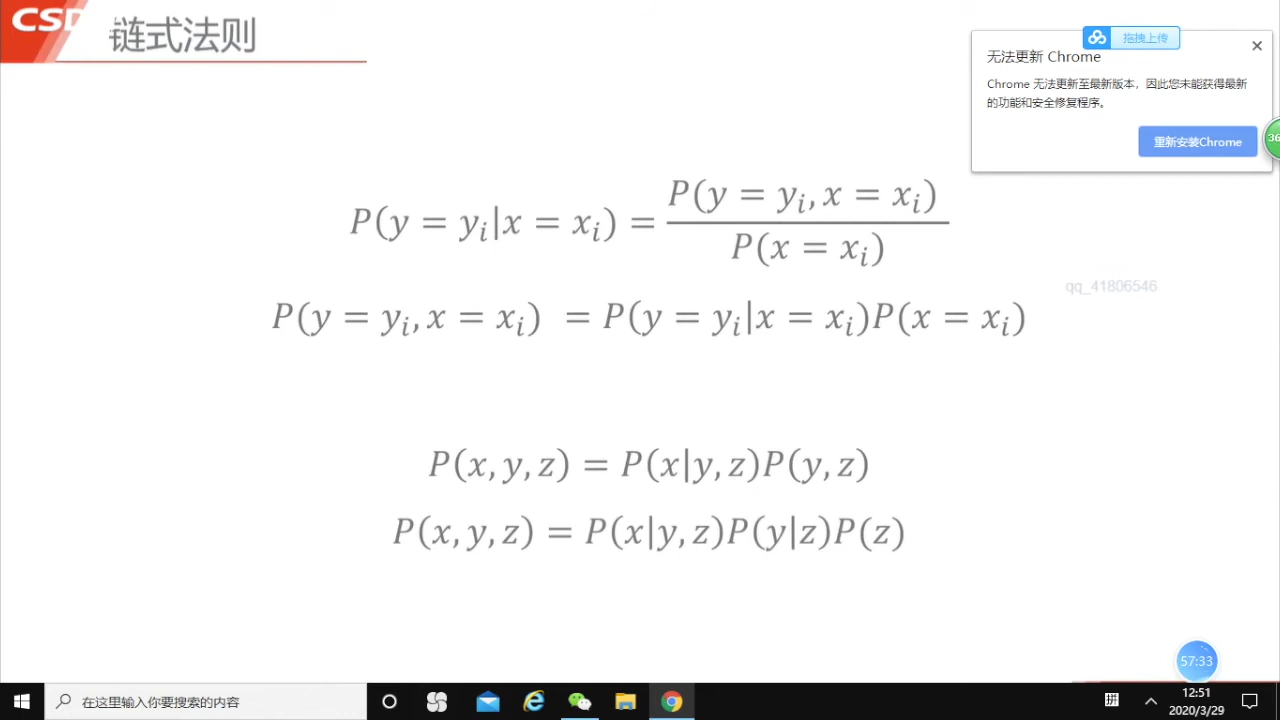 CSD
链式法则
拖拽上传
无法更新 Chrome
Chrome 无法更新至最新版本，因此您未能获得最新
的功能和安全修复程序。
重新安装Chrome
36
P(y = y_i|x = x_i) = P(y = y_i, x = x_i) / P(x = x_i)
qq_41806546
P(y = y_i, x = x_i) = P(y = y_i|x = x_i)P(x = x_i)
P(x, y, z) = P(x|y, z)P(y, z)
P(x, y, z) = P(x|y, z)P(y|z)P(z)
57:33
在这里输入你要搜索的内容
拼
12:51
2020/3/29